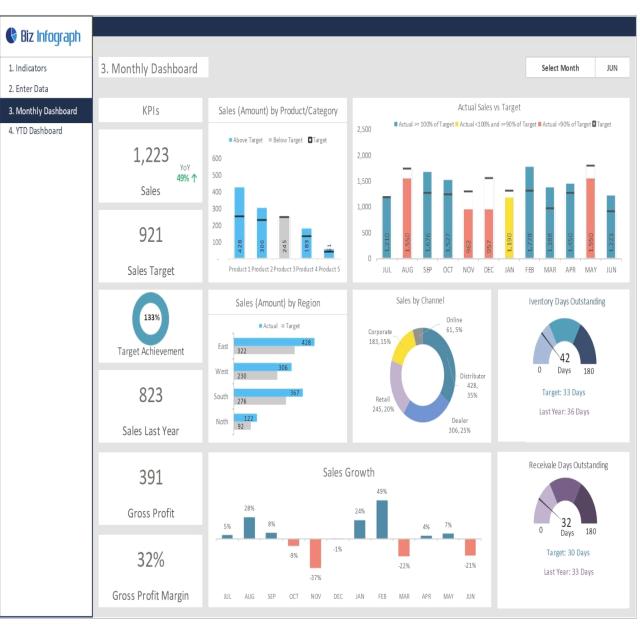 Biz Infograph
1. Indicators
2. Enter Data
3. Monthly Dashboard
4. YTD Dashboard
3. Monthly Dashboard
Select Month
JUN
KPIs
1,223
YoY
49% ↑
Sales
921
Sales Target
133%
Target Achievement
823
Sales Last Year
391
Gross Profit
32%
Gross Profit Margin
Sales (Amount) by Product/Category
Above Target Below Target Target
600
500
400
300
200
100
-
428
306
245
183
Product 1 Product 2 Product 3 Product 4 Product 5
Actual Sales vs Target
Actual >= 100% of Target Actual <100% and >=90% of Target Actual <90% of Target Target
2,500
2,000
1,500
1,000
500
0
1,210
1,550
1,676
1,527
962
957
1,190
1,778
1,388
1,450
1,550
1,223
JUL AUG SEP OCT NOV DEC JAN FEB MAR APR MAY JUN
Sales (Amount) by Region
Actual Target
East
428
322
West
306
230
South
367
276
Noth
122
92
Sales by Channel
Online
61, 5%
Corporate
183, 15%
Distributor
428,
35%
Retail
245, 20%
Dealer
306, 25%
Iventory Days Outstanding
42
0 Days 180
Target: 33 Days
Last Year: 36 Days
Sales Growth
5%
28%
8%
-9%
-37%
-1%
24%
49%
-22%
4%
7%
-21%
JUL AUG SEP OCT NOV DEC JAN FEB MAR APR MAY JUN
Receivale Days Outstanding
32
0 Days 180
Target: 30 Days
Last Year: 33 Days